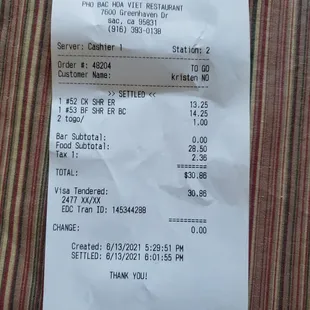 PHO BAC HOA VIET RESTAURANT
7600 Greenhaven Dr
sac, ca 95831
(916) 393-0138
Server: Cashier 1 Station: 2
Order #: 48204 TO GO
Customer Name: kristen NO
>> SETTLED <<
1 #52 CK SHR ER 13.25
1 #53 BF SHR ER BC 14.25
2 togo/ 1.00
Bar Subtotal: 0.00
Food Subtotal: 28.50
Tax 1: 2.36
========
TOTAL: $30.86
Visa Tendered: 30.86
2477 XX/XX
EDC Tran ID: 145344288
==========
CHANGE: 0.00
Created: 6/13/2021 5:29:51 PM
SETTLED: 6/13/2021 6:01:55 PM
THANK YOU!